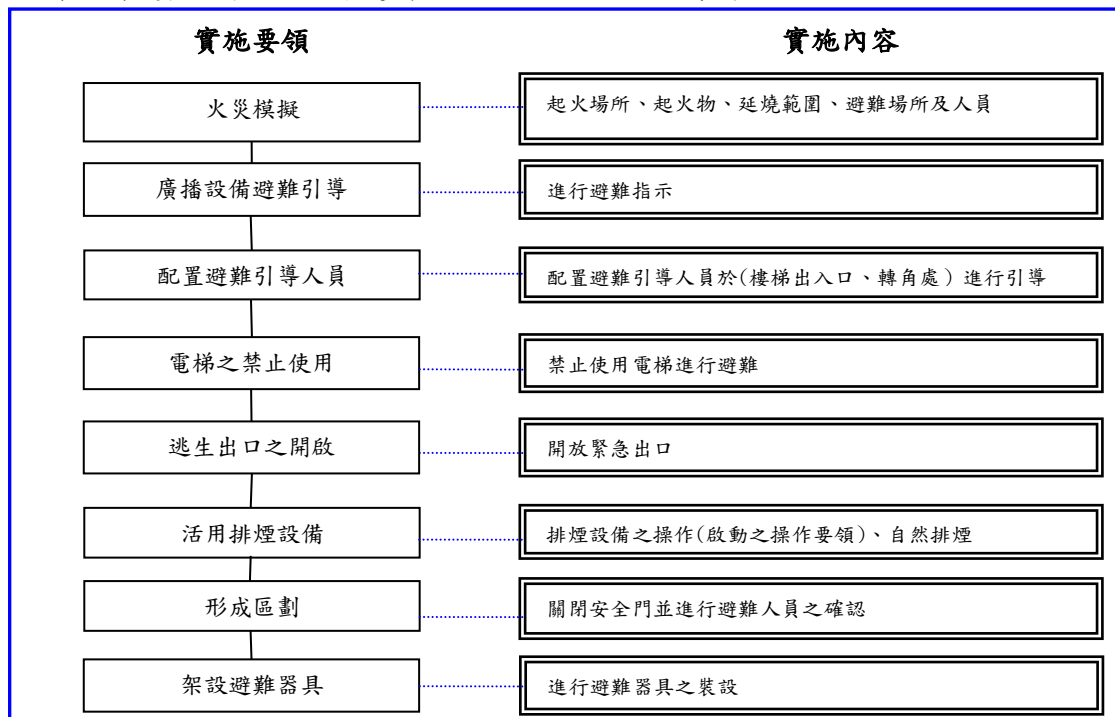 實施要領 實施內容
火災模擬 起火場所、起火物、延燒範圍、避難場所及人員
廣播設備避難引導 進行避難指示
配置避難引導人員 配置避難引導人員於(樓梯出入口、轉角處）進行引導
電梯之禁止使用 禁止使用電梯進行避難
逃生出口之開啟 開放緊急出口
活用排煙設備 排煙設備之操作(啟動之操作要領)、自然排煙
形成區劃 關閉安全門並進行避難人員之確認
架設避難器具 進行避難器具之裝設